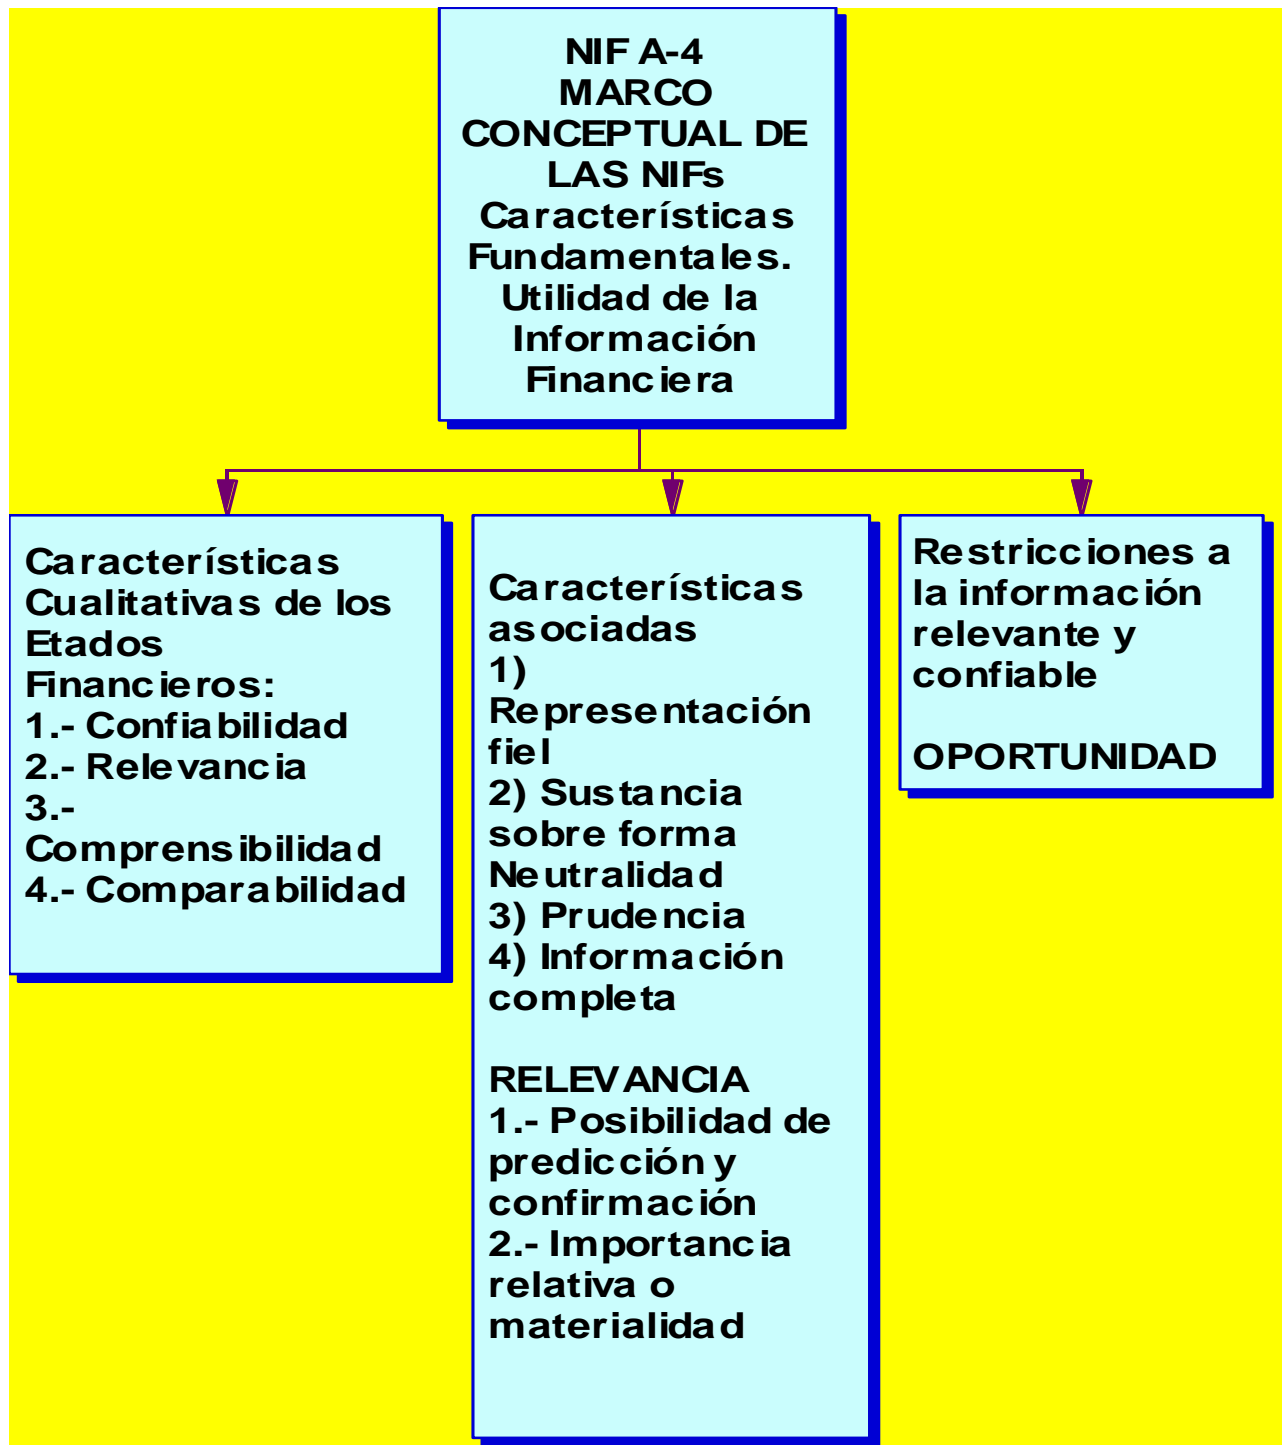 NIF A-4
MARCO
CONCEPTUAL DE
LAS NIFs
Características
Fundamentales.
Utilidad de la
Información
Financiera
Características
Cualitativas de los
Etados
Financieros:
1.- Confiabilidad
2.- Relevancia
3.-
Comprensibilidad
4.- Comparabilidad
Características
asociadas
1)
Representación
fiel
2) Sustancia
sobre forma
Neutralidad
3) Prudencia
4) Información
completa
RELEVANCIA
1.- Posibilidad de
predicción y
confirmación
2.- Importancia
relativa o
materialidad
Restricciones a
la información
relevante y
confiable
OPORTUNIDAD